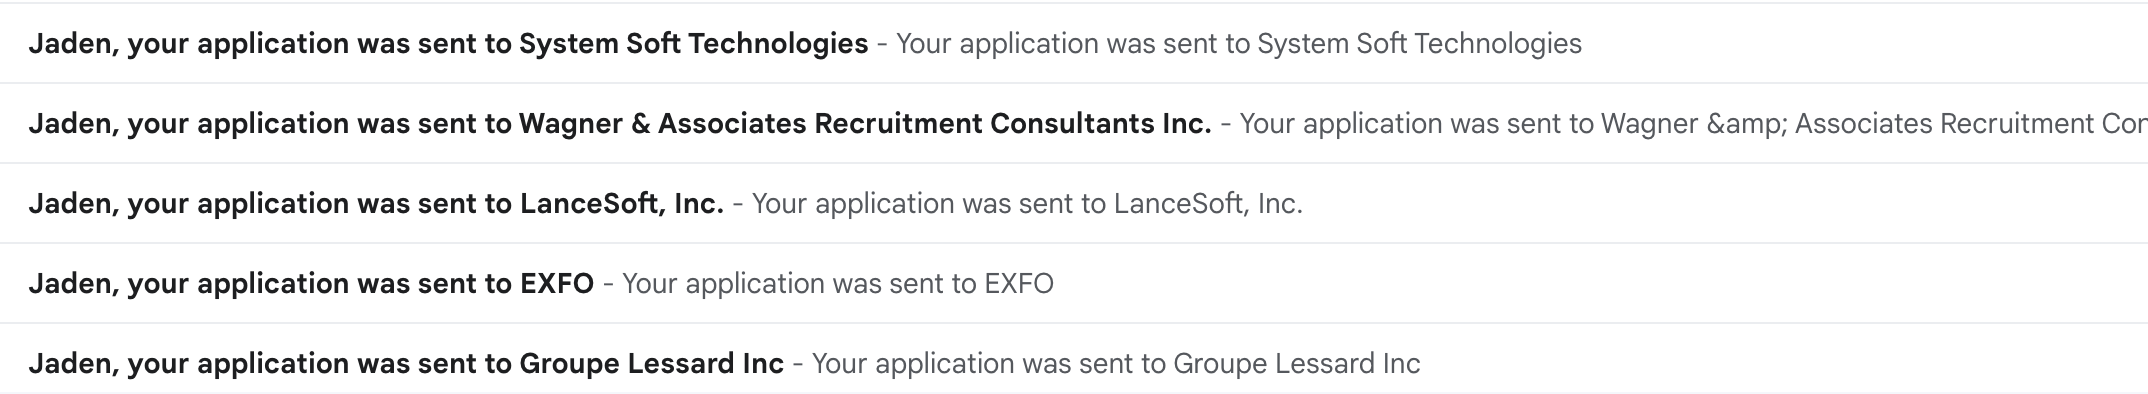 Jaden, your application was sent to System Soft Technologies - Your application was sent to System Soft Technologies
Jaden, your application was sent to Wagner & Associates Recruitment Consultants Inc. - Your application was sent to Wagner &amp; Associates Recruitment
Jaden, your application was sent to LanceSoft, Inc. - Your application was sent to LanceSoft, Inc.
Jaden, your application was sent to EXFO - Your application was sent to EXFO
Jaden, your application was sent to Groupe Lessard Inc - Your application was sent to Groupe Lessard Inc